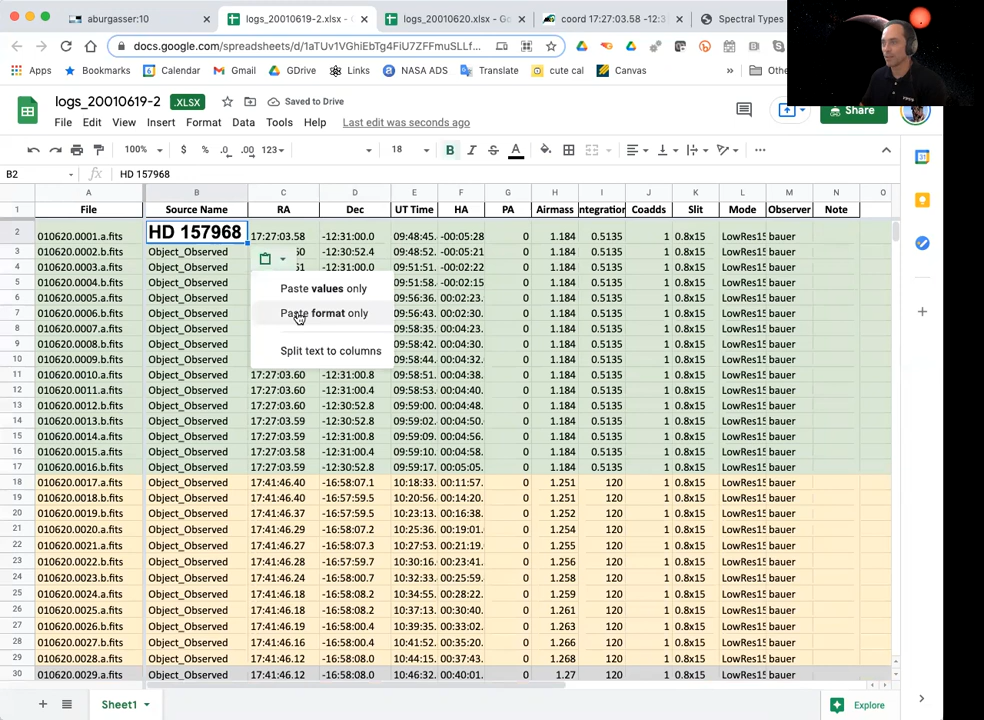 aburgasser:10
logs_20010619-2.xlsx - G
logs_20010620.xlsx - Go
coord 17:27:03.58 -12:3
Spectral Types
docs.google.com/spreadsheets/d/1aTUv1VGhiEbTg4FiU7ZFFmuSLLf...
Apps Bookmarks Calendar Gmail GDrive Links NASA ADS Translate cute cal Canvas » Othe
logs_20010619-2 .XLSX Saved to Drive
Share
File Edit View Insert Format Data Tools Help Last edit was seconds ago
100% $ % .0 .00 123 18 B I S A
B2 fx HD 157968
A B C D E F G H I J K L M N O
1 File Source Name RA Dec UT Time HA PA Airmass ntegration Coadds Slit Mode Observer Note
2 010620.0001.a.fits HD 157968 17:27:03.58 -12:31:00.0 09:48:45. -00:05:28 0 1.184 0.5135 1 0.8x15 LowRes15 bauer
3 010620.0002.b.fits Object_Observed 60 -12:30:52.4 09:48:52. -00:05:21 0 1.184 0.5135 1 0.8x15 LowRes15 bauer
4 010620.0003.a.fits Object_Observed 51 -12:31:01.0 09:51:51. -00:02:22 0 1.184 0.5135 1 0.8x15 LowRes15 bauer
5 010620.0004.b.fits Object_Observed 09:51:58. -00:02:15 0 1.184 0.5135 1 0.8x15 LowRes15 bauer
6 010620.0005.a.fits Object_Observed 09:56:36. 00:02:23. 0 1.184 0.5135 1 0.8x15 LowRes15 bauer
7 010620.0006.b.fits Object_Observed 09:56:43. 00:02:30. 0 1.184 0.5135 1 0.8x15 LowRes15 bauer
8 010620.0007.a.fits Object_Observed 09:58:35. 00:04:23. 0 1.184 0.5135 1 0.8x15 LowRes15 bauer
9 010620.0008.b.fits Object_Observed 09:58:42. 00:04:30. 0 1.184 0.5135 1 0.8x15 LowRes15 bauer
10 010620.0009.b.fits Object_Observed 09:58:44. 00:04:32. 0 1.184 0.5135 1 0.8x15 LowRes15 bauer
11 010620.0010.a.fits Object_Observed 17:27:03.60 -12:31:00.8 09:58:51. 00:04:38. 0 1.184 0.5135 1 0.8x15 LowRes15 bauer
12 010620.0011.a.fits Object_Observed 17:27:03.60 -12:31:00.8 09:58:53. 00:04:40. 0 1.184 0.5135 1 0.8x15 LowRes15 bauer
13 010620.0012.b.fits Object_Observed 17:27:03.60 -12:30:52.8 09:59:00. 00:04:48. 0 1.184 0.5135 1 0.8x15 LowRes15 bauer
14 010620.0013.b.fits Object_Observed 17:27:03.59 -12:30:52.8 09:59:02. 00:04:50. 0 1.184 0.5135 1 0.8x15 LowRes15 bauer
15 010620.0014.a.fits Object_Observed 17:27:03.59 -12:31:00.8 09:59:09. 00:04:56. 0 1.184 0.5135 1 0.8x15 LowRes15 bauer
16 010620.0015.a.fits Object_Observed 17:27:03.58 -12:31:00.8 09:59:10. 00:04:58. 0 1.184 0.5135 1 0.8x15 LowRes15 bauer
17 010620.0016.b.fits Object_Observed 17:27:03.59 -12:30:52.8 09:59:17. 00:05:05. 0 1.184 0.5135 1 0.8x15 LowRes15 bauer
18 010620.0017.a.fits Object_Observed 17:41:46.40 -16:58:07.1 10:18:33. 00:11:57. 0 1.251 120 1 0.8x15 LowRes15 bauer
19 010620.0018.b.fits Object_Observed 17:41:46.40 -16:57:59.5 10:20:56. 00:14:20. 0 1.251 120 1 0.8x15 LowRes15 bauer
20 010620.0019.b.fits Object_Observed 17:41:46.37 -16:57:59.5 10:23:13. 00:16:38. 0 1.252 120 1 0.8x15 LowRes15 bauer
21 010620.0020.a.fits Object_Observed 17:41:46.29 -16:58:07.2 10:25:36. 00:19:01. 0 1.254 120 1 0.8x15 LowRes15 bauer
22 010620.0021.a.fits Object_Observed 17:41:46.27 -16:58:07.3 10:27:53. 00:21:19. 0 1.255 120 1 0.8x15 LowRes15 bauer
23 010620.0022.b.fits Object_Observed 17:41:46.28 -16:57:59.7 10:30:16. 00:23:41. 0 1.256 120 1 0.8x15 LowRes15 bauer
24 010620.0023.b.fits Object_Observed 17:41:46.24 -16:58:00.7 10:32:33. 00:25:59. 0 1.258 120 1 0.8x15 LowRes15 bauer
25 010620.0024.a.fits Object_Observed 17:41:46.18 -16:58:08.2 10:34:55. 00:28:22. 0 1.259 120 1 0.8x15 LowRes15 bauer
26 010620.0025.a.fits Object_Observed 17:41:46.18 -16:58:08.2 10:37:13. 00:30:40. 0 1.261 120 1 0.8x15 LowRes15 bauer
27 010620.0026.b.fits Object_Observed 17:41:46.19 -16:58:00.4 10:39:35. 00:33:02. 0 1.263 120 1 0.8x15 LowRes15 bauer
28 010620.0027.b.fits Object_Observed 17:41:46.16 -16:58:00.4 10:41:52. 00:35:20. 0 1.266 120 1 0.8x15 LowRes15 bauer
29 010620.0028.a.fits Object_Observed 17:41:46.12 -16:58:08.2 10:44:15. 00:37:43. 0 1.268 120 1 0.8x15 LowRes15 bauer
30 010620.0029.a.fits Object_Observed 17:41:46.12 -16:58:08.2 10:46:32. 00:40:01. 0 1.27 120 1 0.8x15 LowRes15 bauer
Paste values only
Paste format only
Split text to columns
Sheet1
Explore